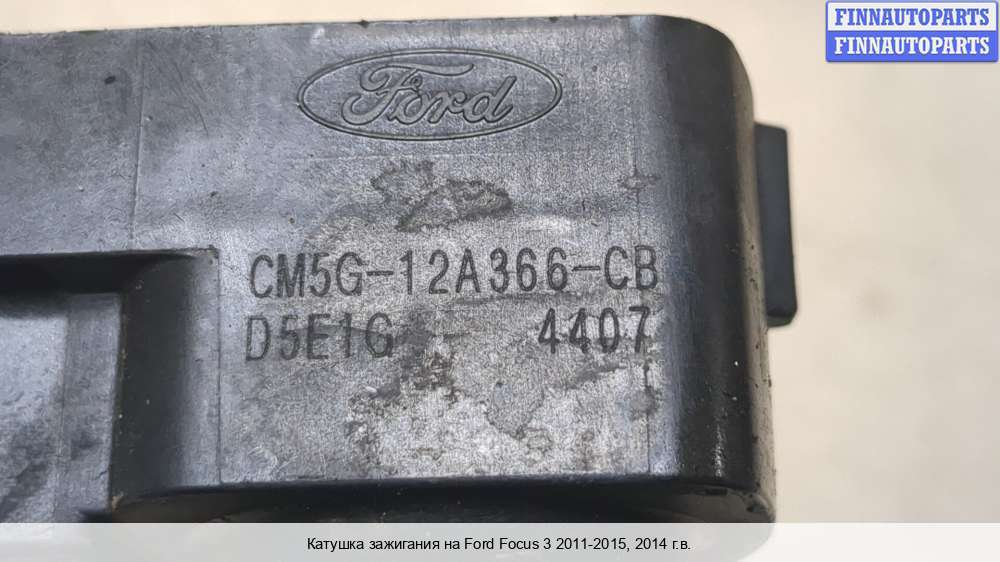 FINNAUTOPARTS
FINNAUTOPARTS
Ford
CM5G-12A366-CB
D5E1G - 4407
Катушка зажигания на Ford Focus 3 2011-2015, 2014 г.в.